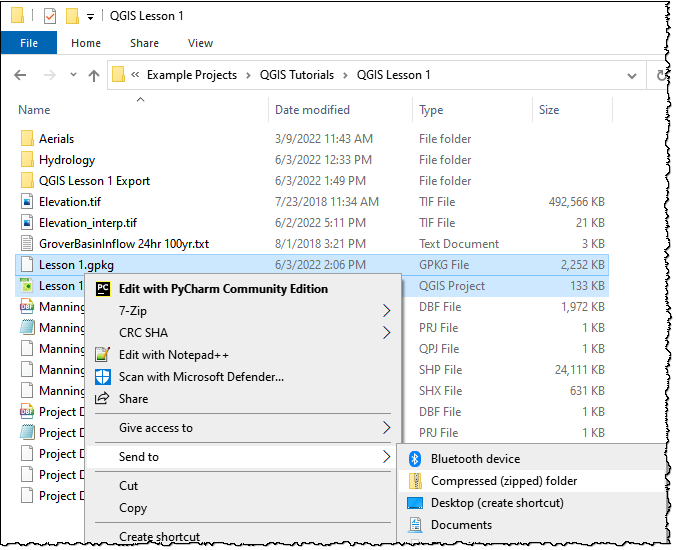 QGIS Lesson 1
File Home Share View
« Example Projects > QGIS Tutorials > QGIS Lesson 1
Name Date modified Type Size
Aerials 3/9/2022 11:43 AM File folder
Hydrology 6/3/2022 12:33 PM File folder
QGIS Lesson 1 Export 6/3/2022 1:49 PM File folder
Elevation.tif 7/23/2018 11:34 AM TIF File 492,566 KB
Elevation_interp.tif 6/2/2022 5:11 PM TIF File 21 KB
GroverBasinInflow 24hr 100yr.txt 8/1/2018 3:21 PM Text Document 3 KB
Lesson 1.gpkg 6/3/2022 2:06 PM GPKG File 2,252 KB
Lesson 1 QGIS Project 133 KB
Manning DBF File 1,972 KB
Manning PRJ File 1 KB
Manning QPJ File 1 KB
Manning SHP File 24,111 KB
Manning SHX File 631 KB
Project D DBF File 1 KB
Project D PRJ File 1 KB
Project D
Project D
Project D
PC Edit with PyCharm Community Edition
7-Zip
CRC SHA
Edit with Notepad++
Scan with Microsoft Defender...
Share
Give access to
Send to
Cut
Copy
Create shortcut
Bluetooth device
Compressed (zipped) folder
Desktop (create shortcut)
Documents